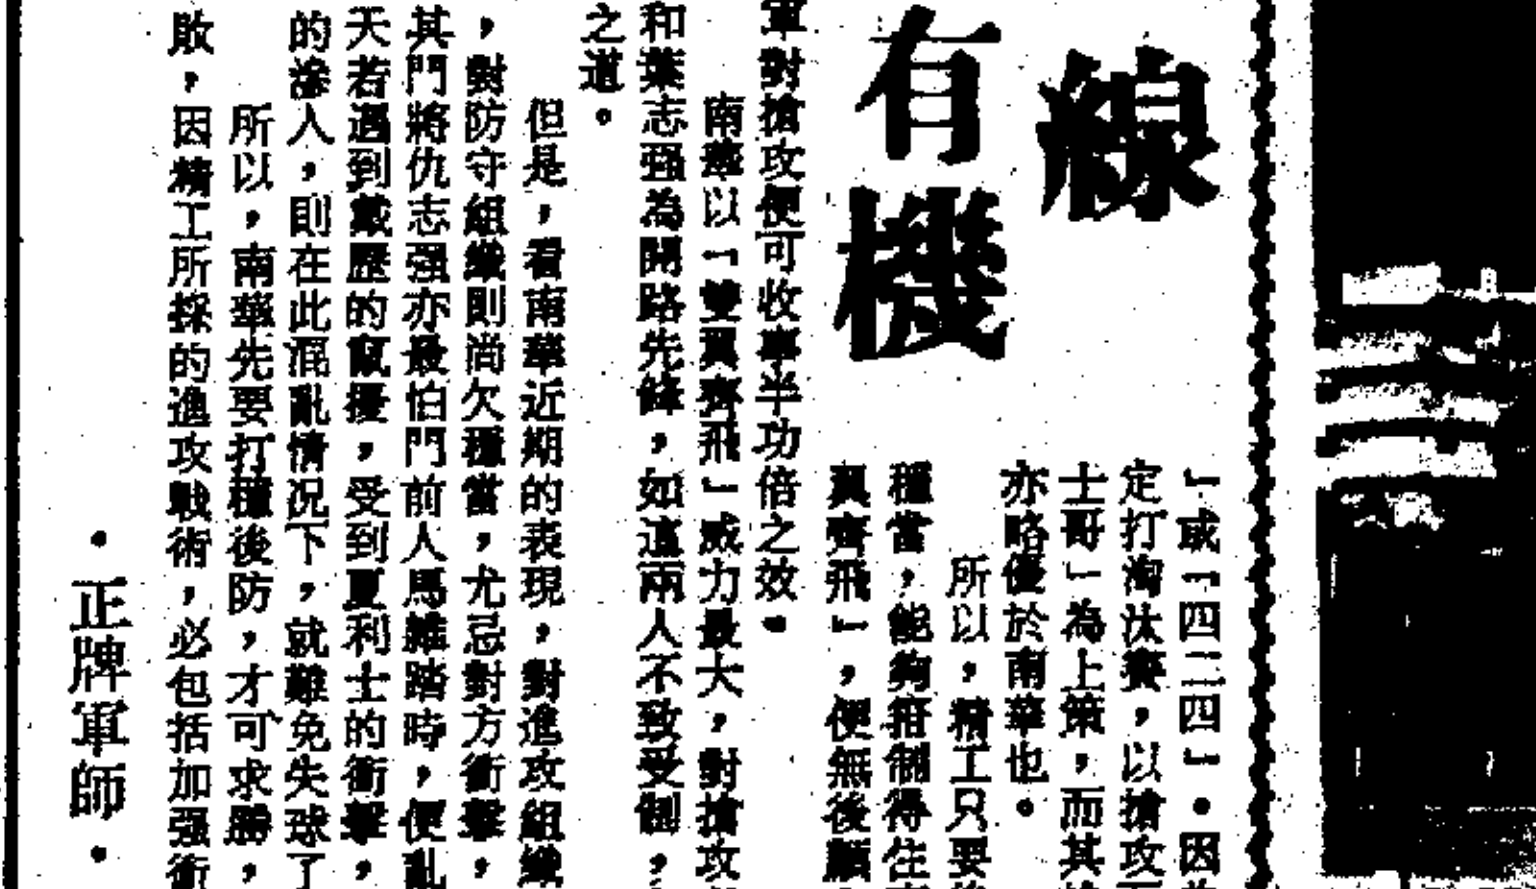 線
有機
」或「四三四」。因
定打淘汰賽，以搶攻
士哥」為上策，而其
亦略優於南華也。
所以，精工只要
穩當，能夠箝制得住
翼齊飛」，便無後顧
軍對搶攻便可收事半功倍之效。
南華以「雙翼齊飛」威力最大，對搶攻
和葉志强為開路先鋒，如這兩人不致受制，
之道。
但是，看南華近期的表現，對進攻組織
，對防守組織則尚欠穩當，尤忌對方衝擊，
其門將仇志强亦最怕門前人馬雜踏時，便亂
天若遇到戴歷的竄擾，受到夏利士的衝擊，
的滲人，則在此混亂情况下，就難免失球了
所以，南華先要打穩後防，才可求勝，
敗，因精工所採的進攻戰術，必包括加强衝
·正牌軍師·